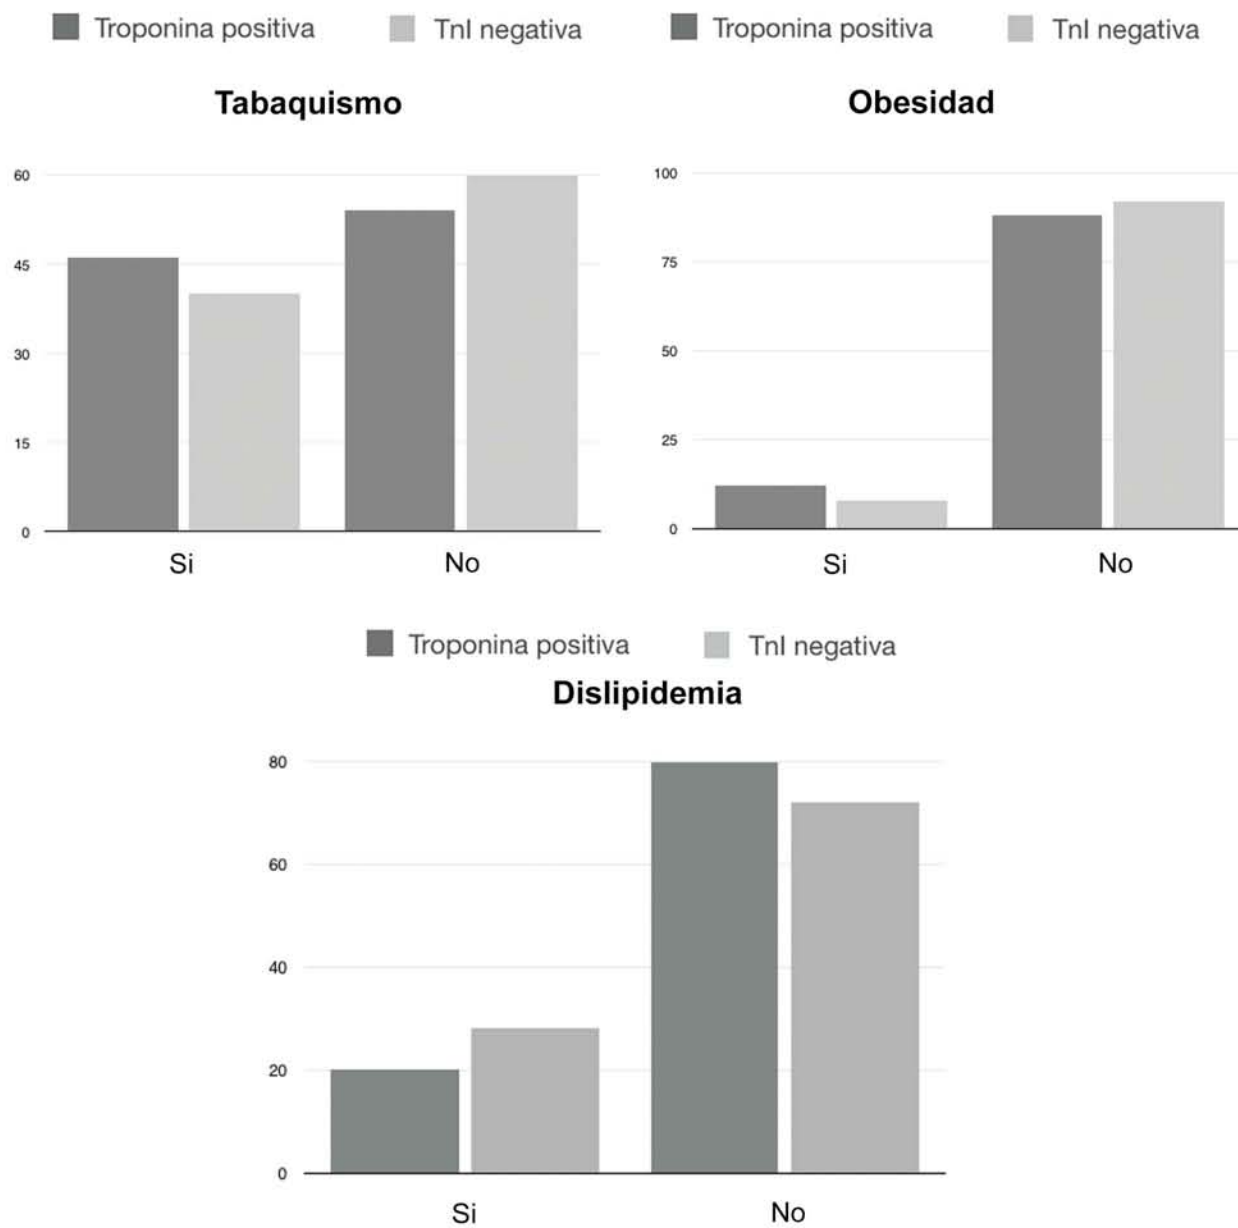 Troponina positiva TnI negativa
Troponina positiva TnI negativa
Tabaquismo
Obesidad
60
45
30
15
0
Si No
100
75
50
25
0
Si No
Troponina positiva TnI negativa
Dislipidemia
80
60
40
20
0
Si No